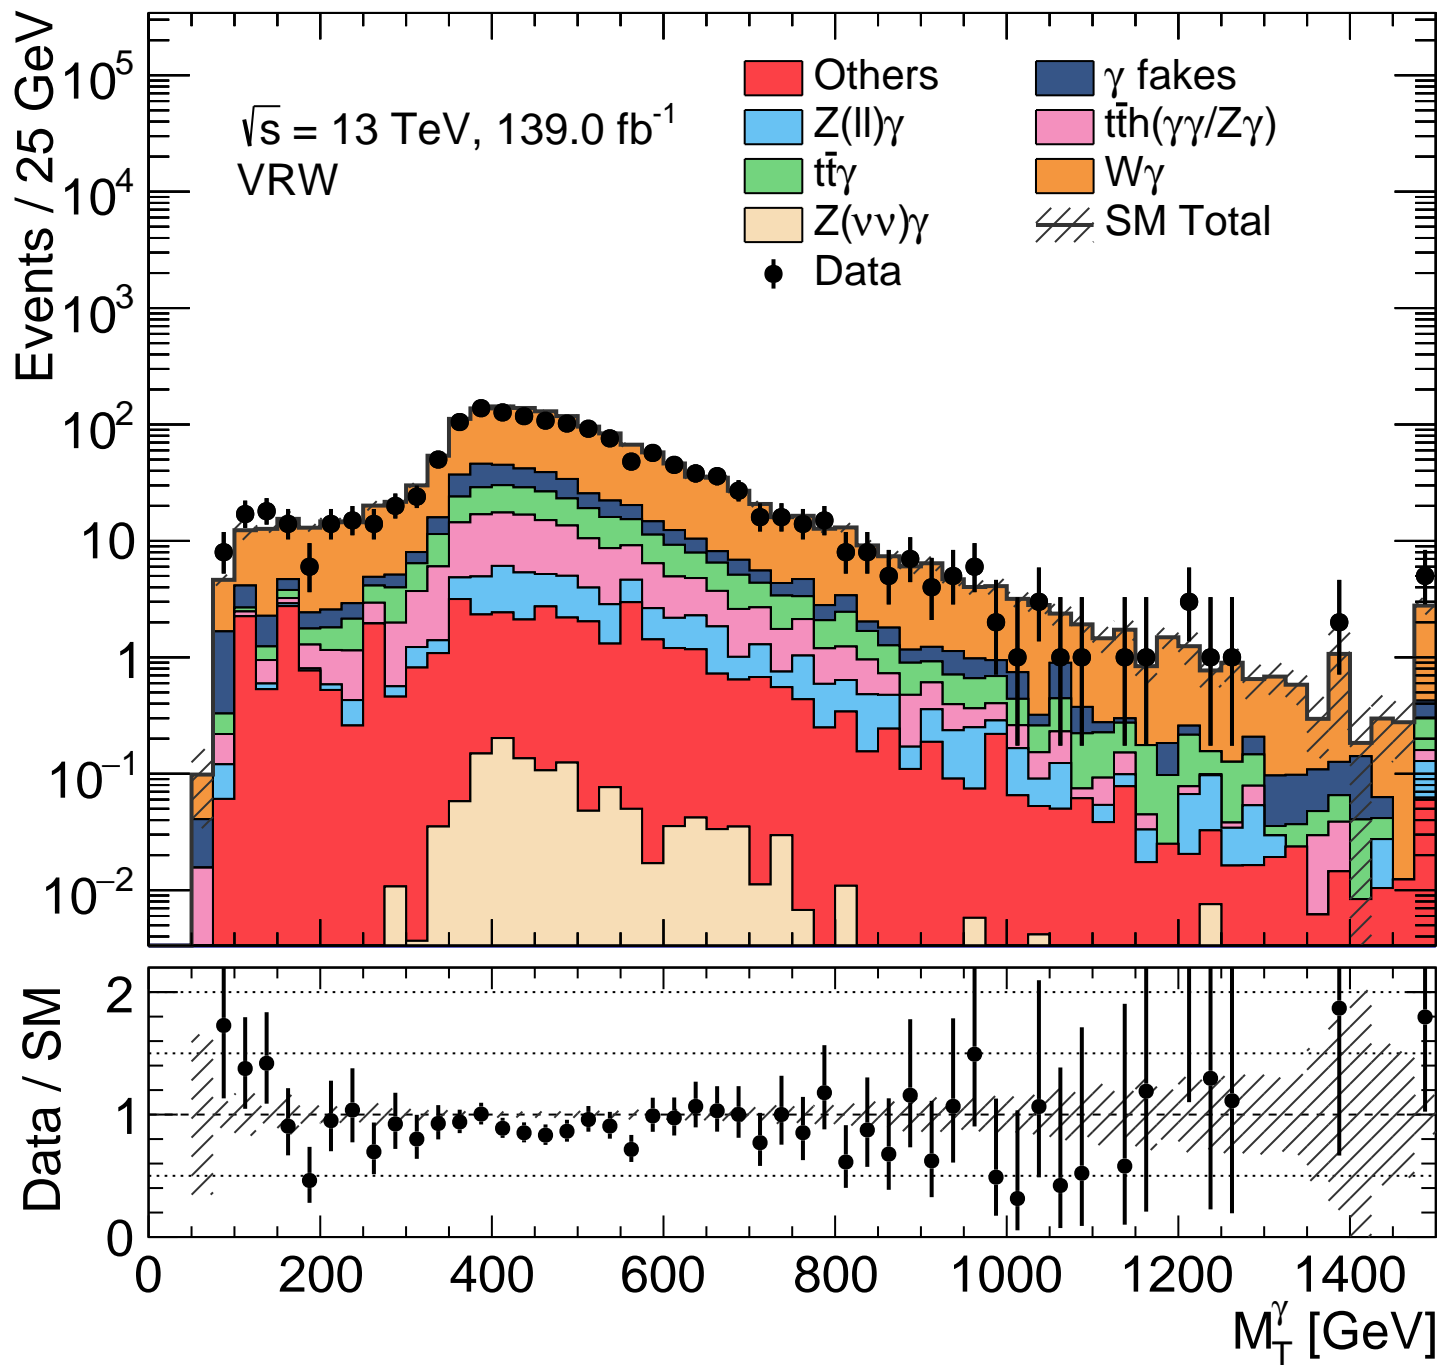 Events / 25 GeV
10⁵
10⁴
10³
10²
10
1
10⁻¹
10⁻²
√s = 13 TeV, 139.0 fb⁻¹
VRW
Others
γ fakes
Z(ll)γ
tt̄h(γγ/Zγ)
tt̄γ
Wγ
Z(νν)γ
SM Total
Data
Data / SM
2
1
0
0 200 400 600 800 1000 1200 1400
M_T^γ [GeV]